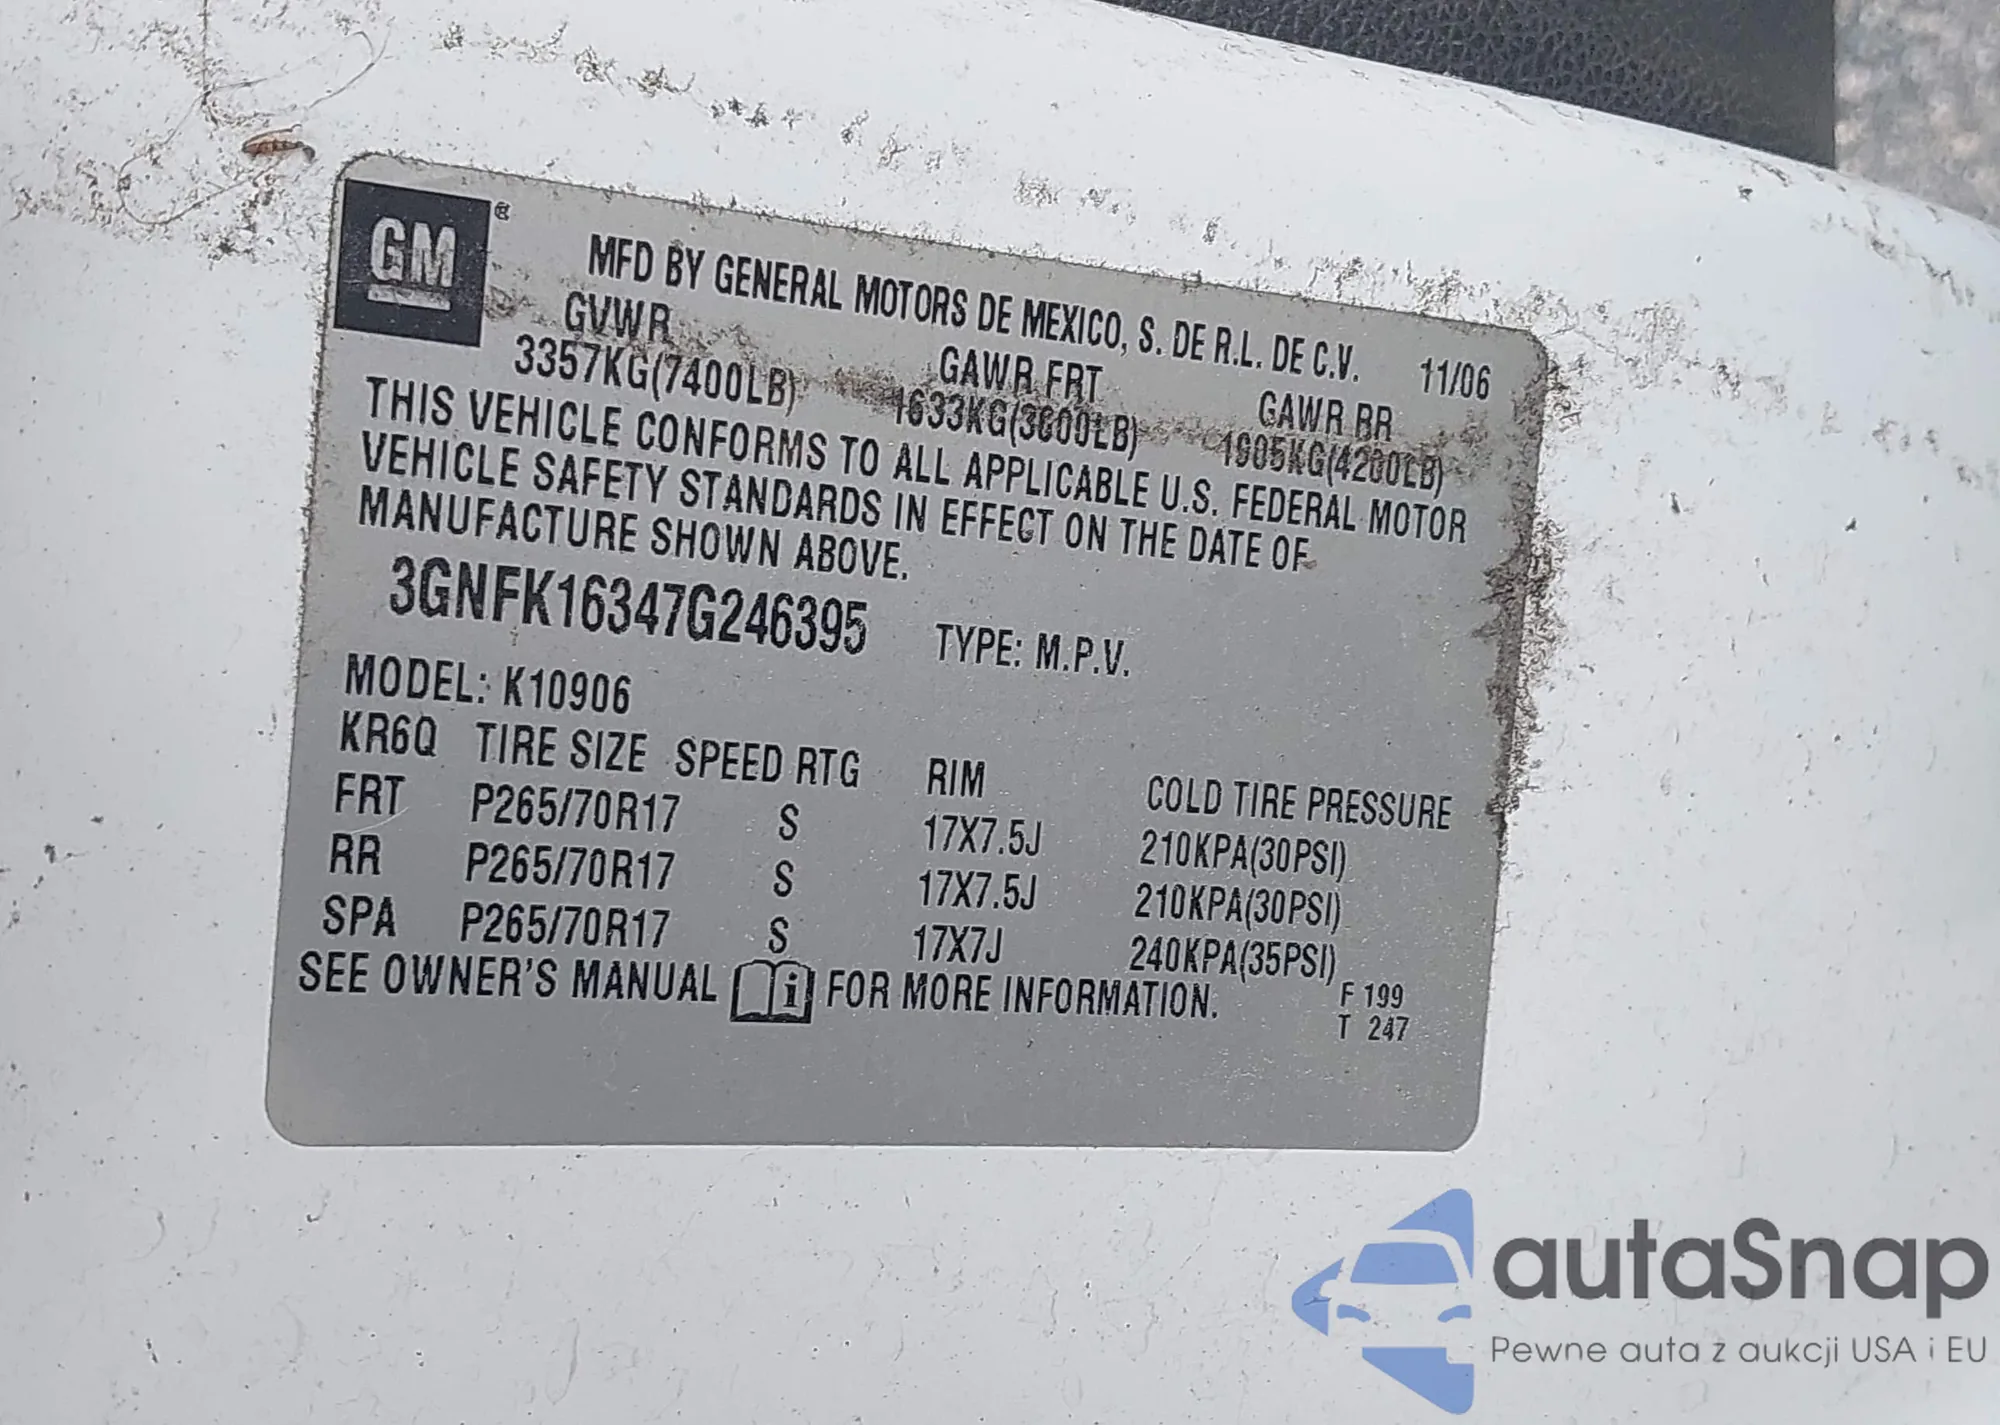 GM ®
MFD BY GENERAL MOTORS DE MEXICO, S. DE R.L. DE C.V. 11/06
GVWR GAWR FRT GAWR RR
3357KG(7400LB) 1633KG(3600LB) 1905KG(4200LB)
THIS VEHICLE CONFORMS TO ALL APPLICABLE U.S. FEDERAL MOTOR
VEHICLE SAFETY STANDARDS IN EFFECT ON THE DATE OF
MANUFACTURE SHOWN ABOVE.
3GNFK16347G246395 TYPE: M.P.V.
MODEL: K10906
KR6Q TIRE SIZE SPEED RTG RIM COLD TIRE PRESSURE
FRT P265/70R17 S 17X7.5J 210KPA(30PSI)
RR P265/70R17 S 17X7.5J 210KPA(30PSI)
SPA P265/70R17 S 17X7J 240KPA(35PSI)
SEE OWNER'S MANUAL i FOR MORE INFORMATION.
F 199
T 247
autaSnap
Pewne auta z aukcji USA i EU